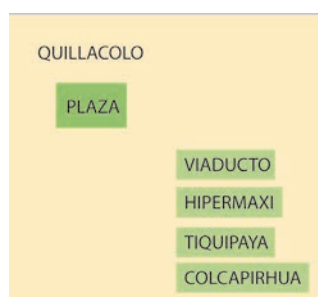 QUILLACOLO
PLAZA
VIADUCTO
HIPERMAXI
TIQUIPAYA
COLCAPIRHUA